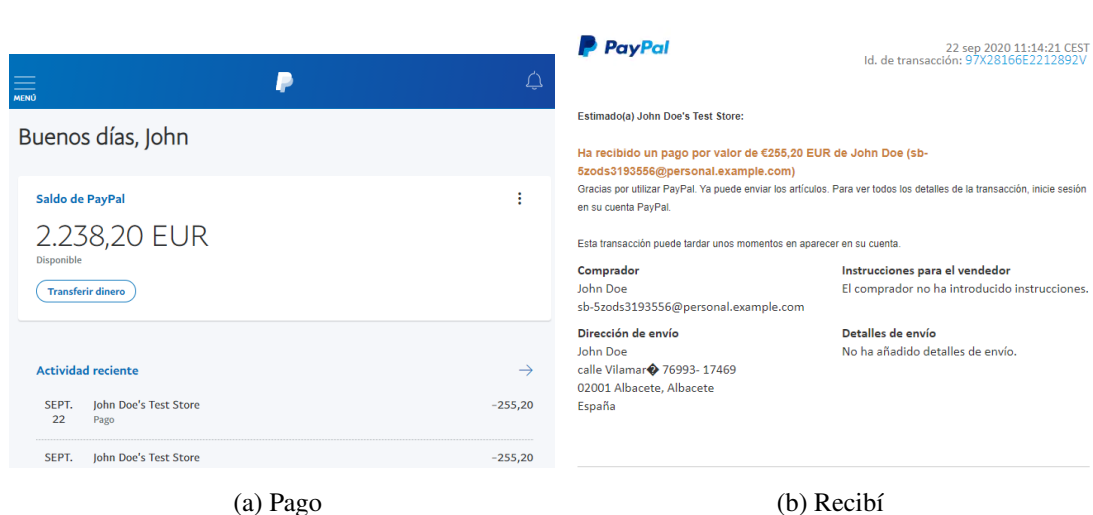 MENÚ
Buenos días, John
Saldo de PayPal
2.238,20 EUR
Disponible
Transferir dinero
Actividad reciente
SEPT. John Doe's Test Store -255,20
22 Pago
SEPT. John Doe's Test Store -255,20
(a) Pago
PayPal
22 sep 2020 11:14:21 CEST
Id. de transacción: 97X28166E2212892V
Estimado(a) John Doe's Test Store:
Ha recibido un pago por valor de €255,20 EUR de John Doe (sb-
5zods3193556@personal.example.com)
Gracias por utilizar PayPal. Ya puede enviar los artículos. Para ver todos los detalles de la transacción, inicie sesión
en su cuenta PayPal.
Esta transacción puede tardar unos momentos en aparecer en su cuenta.
Comprador
John Doe
sb-5zods3193556@personal.example.com
Instrucciones para el vendedor
El comprador no ha introducido instrucciones.
Dirección de envío
John Doe
calle Vilamar� 76993- 17469
02001 Albacete, Albacete
España
Detalles de envío
No ha añadido detalles de envío.
(b) Recibí